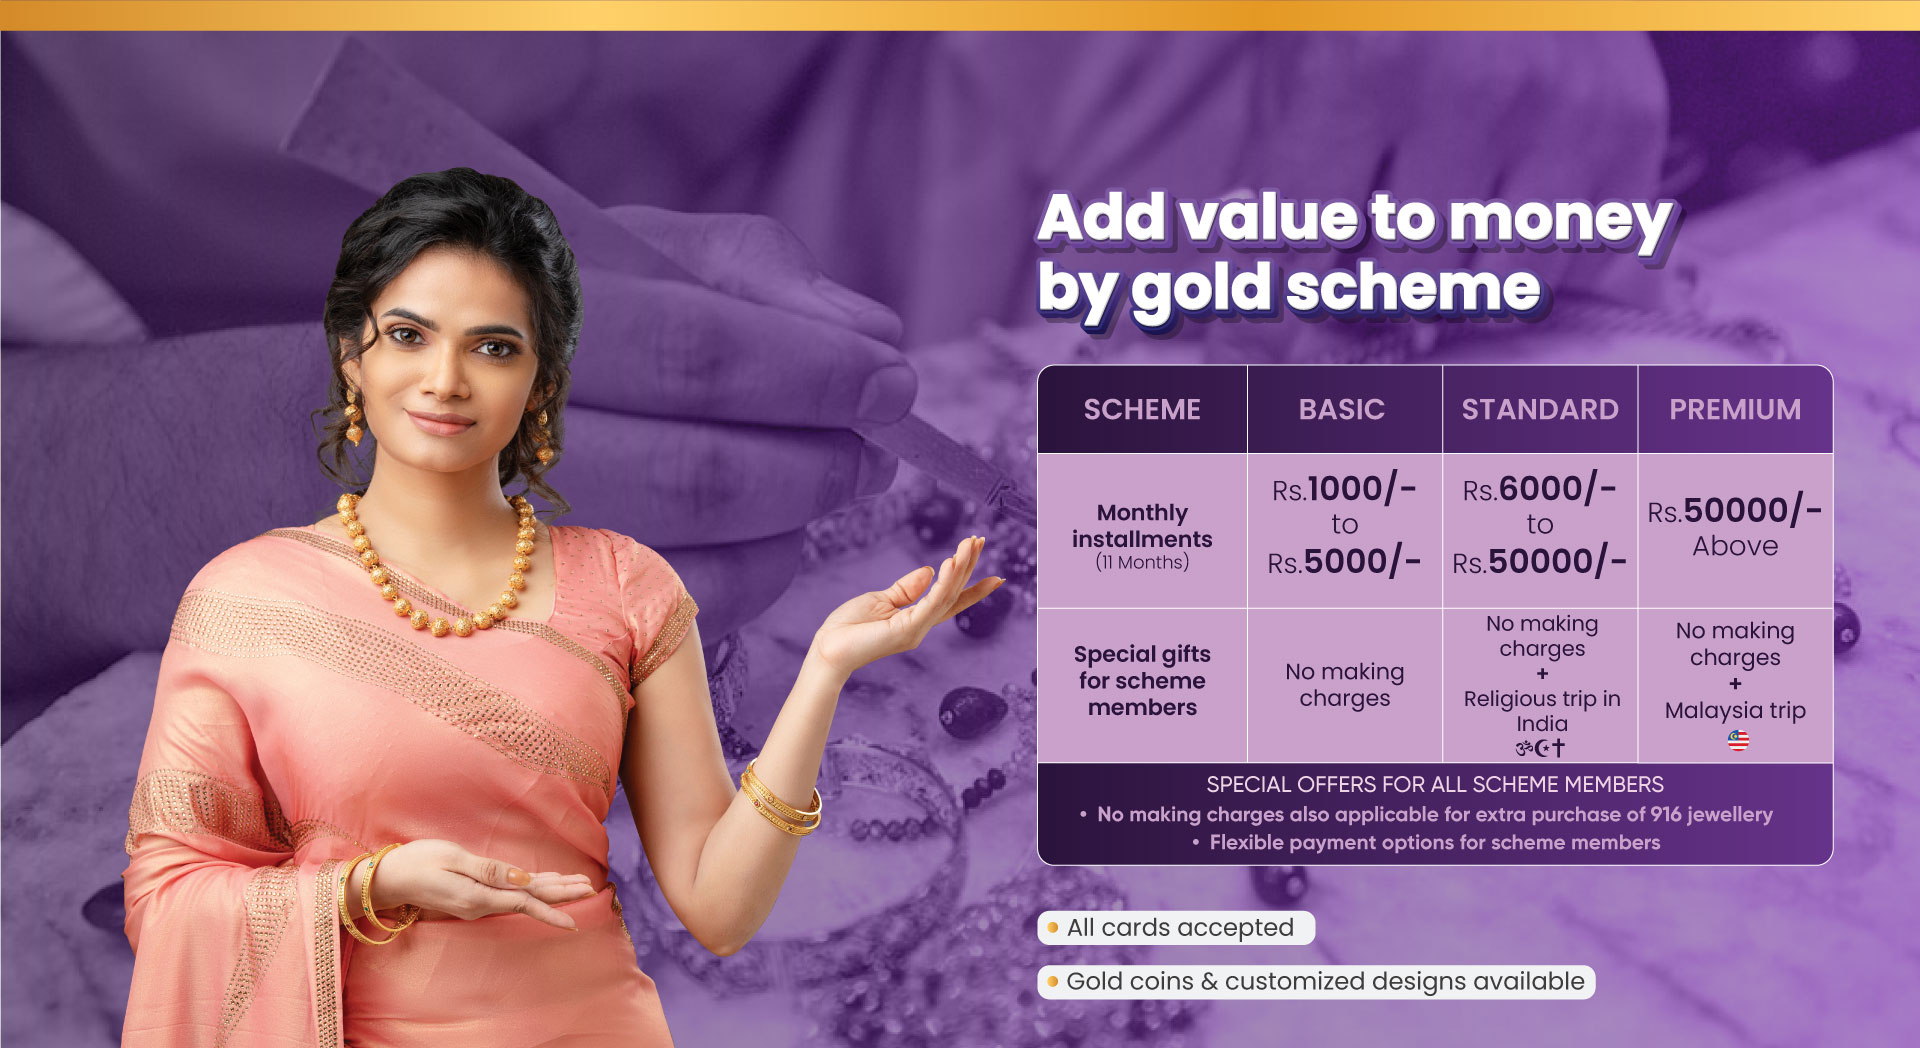 Add value to money
by gold scheme
SCHEME
BASIC
STANDARD
PREMIUM
Monthly
installments
(11 Months)
Rs.1000/-
to
Rs.5000/-
Rs.6000/-
to
Rs.50000/-
Rs.50000/-
Above
Special gifts
for scheme
members
No making
charges
No making
charges
+
Religious trip in
India
No making
charges
+
Malaysia trip
SPECIAL OFFERS FOR ALL SCHEME MEMBERS
• No making charges also applicable for extra purchase of 916 jewellery
• Flexible payment options for scheme members
• All cards accepted
• Gold coins & customized designs available